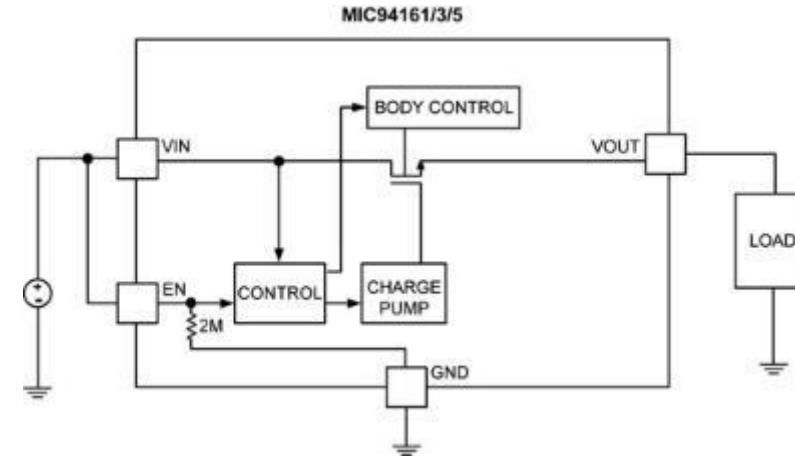 MIC94161/3/5
BODY CONTROL
VIN
VOUT
LOAD
EN
CONTROL
CHARGE
PUMP
2M
GND